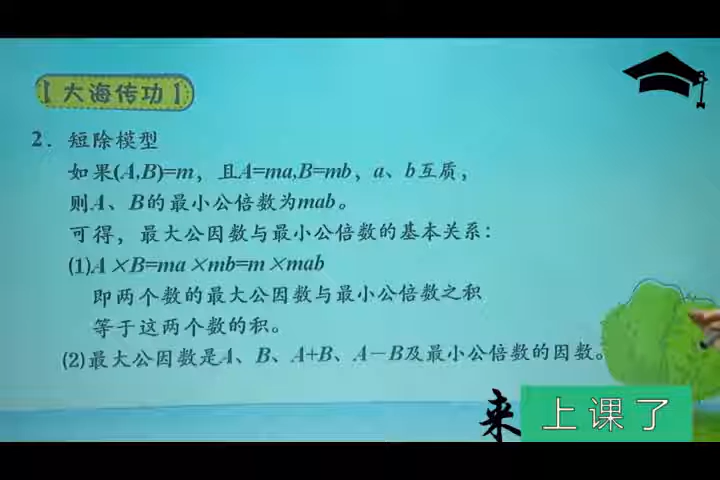 【大海传功】
2. 短除模型
如果(A,B)=m，且A=ma,B=mb，a、b互质，
则A、B的最小公倍数为mab。
可得，最大公因数与最小公倍数的基本关系：
(1)A×B=ma×mb=m×mab
即两个数的最大公因数与最小公倍数之积
等于这两个数的积。
(2)最大公因数是A、B、A+B、A－B及最小公倍数的因数。
来 上课了